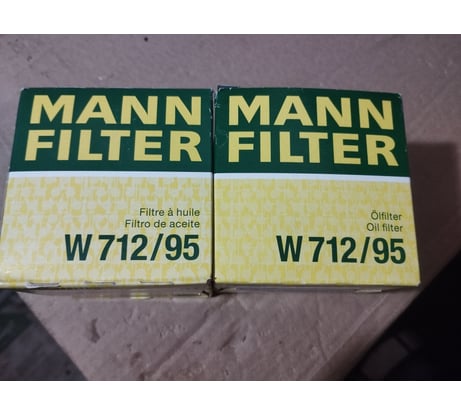 MANN
FILTER
Filtre à huile
Filtro de aceite
W 712/95
MANN
FILTER
Ölfilter
Oil filter
W 712/95